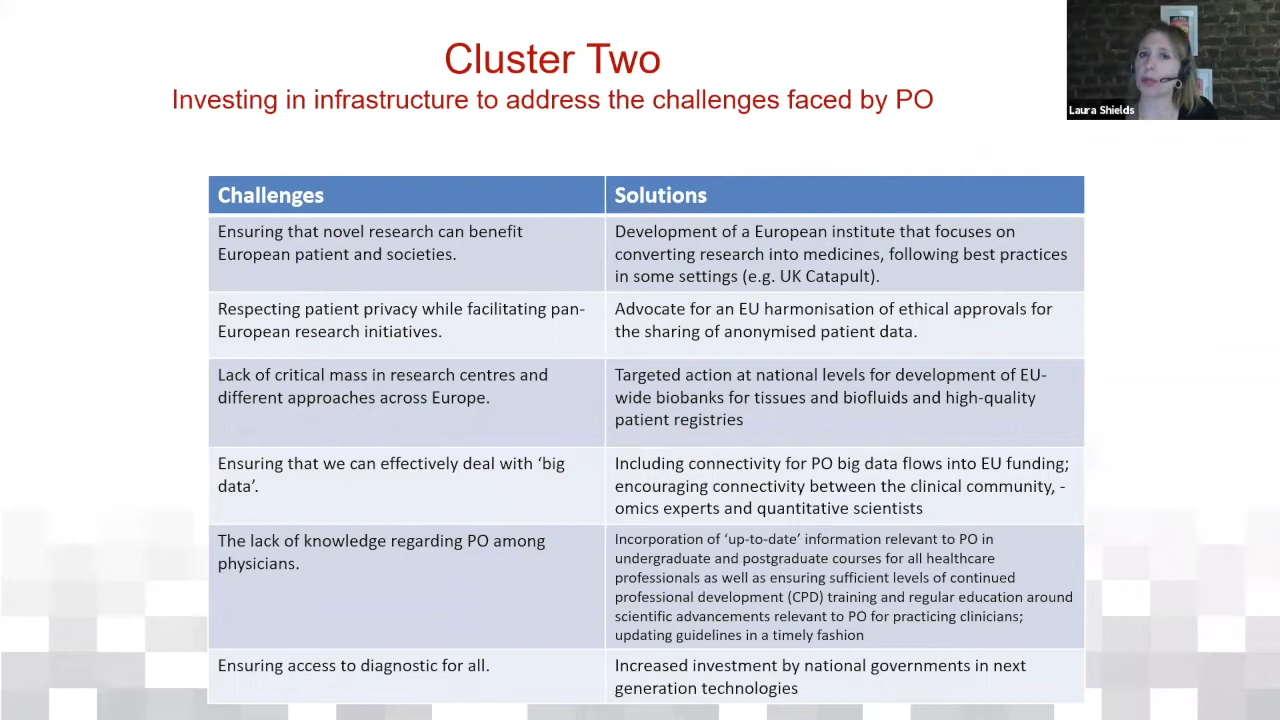 Cluster Two
Investing in infrastructure to address the challenges faced by PO
Laura Shields
Challenges
Solutions
Ensuring that novel research can benefit
European patient and societies.
Development of a European institute that focuses on
converting research into medicines, following best practices
in some settings (e.g. UK Catapult).
Respecting patient privacy while facilitating pan-
European research initiatives.
Advocate for an EU harmonisation of ethical approvals for
the sharing of anonymised patient data.
Lack of critical mass in research centres and
different approaches across Europe.
Targeted action at national levels for development of EU-
wide biobanks for tissues and biofluids and high-quality
patient registries
Ensuring that we can effectively deal with ‘big
data’.
Including connectivity for PO big data flows into EU funding;
encouraging connectivity between the clinical community, -
omics experts and quantitative scientists
The lack of knowledge regarding PO among
physicians.
Incorporation of ‘up-to-date’ information relevant to PO in
undergraduate and postgraduate courses for all healthcare
professionals as well as ensuring sufficient levels of continued
professional development (CPD) training and regular education around
scientific advancements relevant to PO for practicing clinicians;
updating guidelines in a timely fashion
Ensuring access to diagnostic for all.
Increased investment by national governments in next
generation technologies